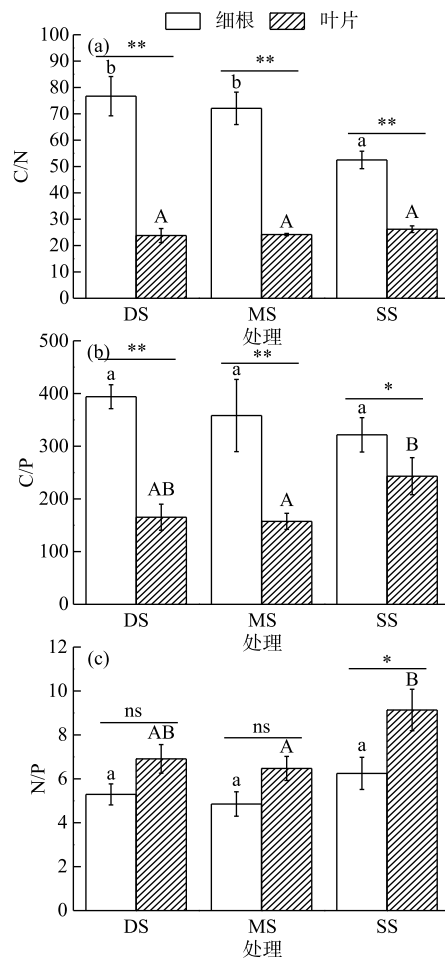 细根 叶片
(a)
** ** **
b b a
A A A
C/N
90
80
70
60
50
40
30
20
10
0
DS MS SS
处理
(b)
** ** *
a a a
AB A B
C/P
500
400
300
200
100
0
DS MS SS
处理
(c)
ns ns *
AB A B
a a a
N/P
12
10
8
6
4
2
0
DS MS SS
处理